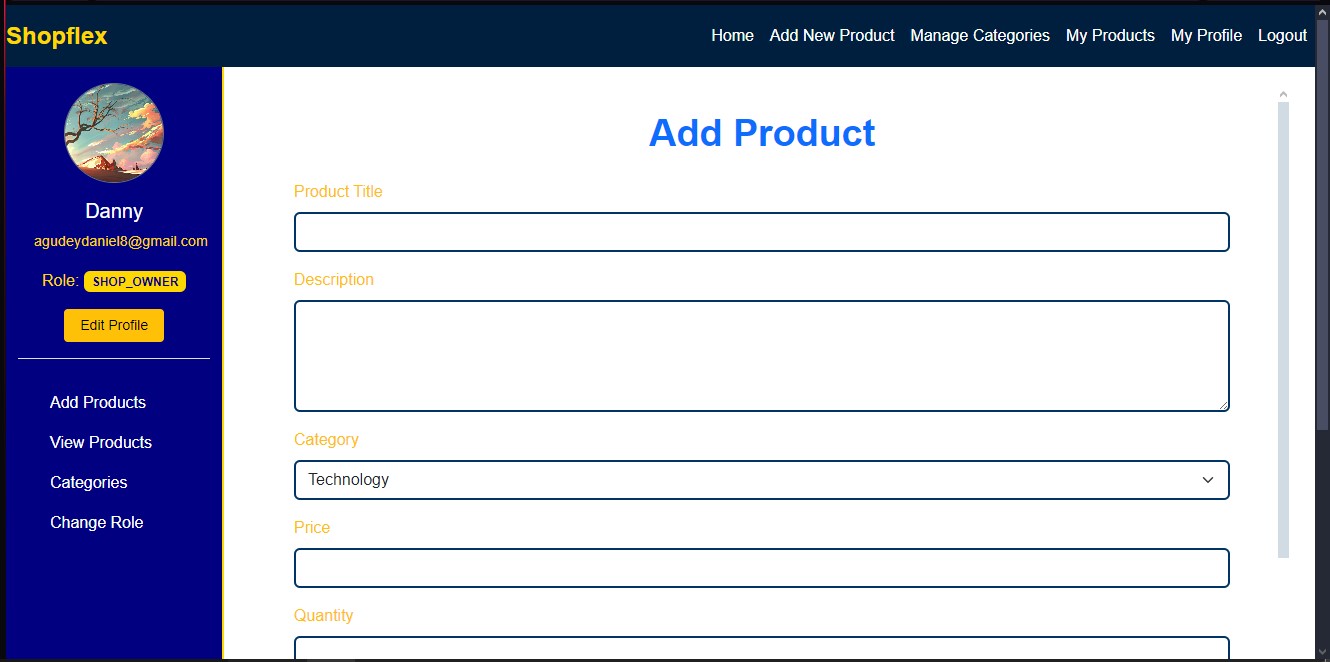 Shopflex
Home Add New Product Manage Categories My Products My Profile Logout
Danny
agudeydaniel8@gmail.com
Role: SHOP_OWNER
Edit Profile
Add Products
View Products
Categories
Change Role
Add Product
Product Title
Description
Category
Technology
Price
Quantity